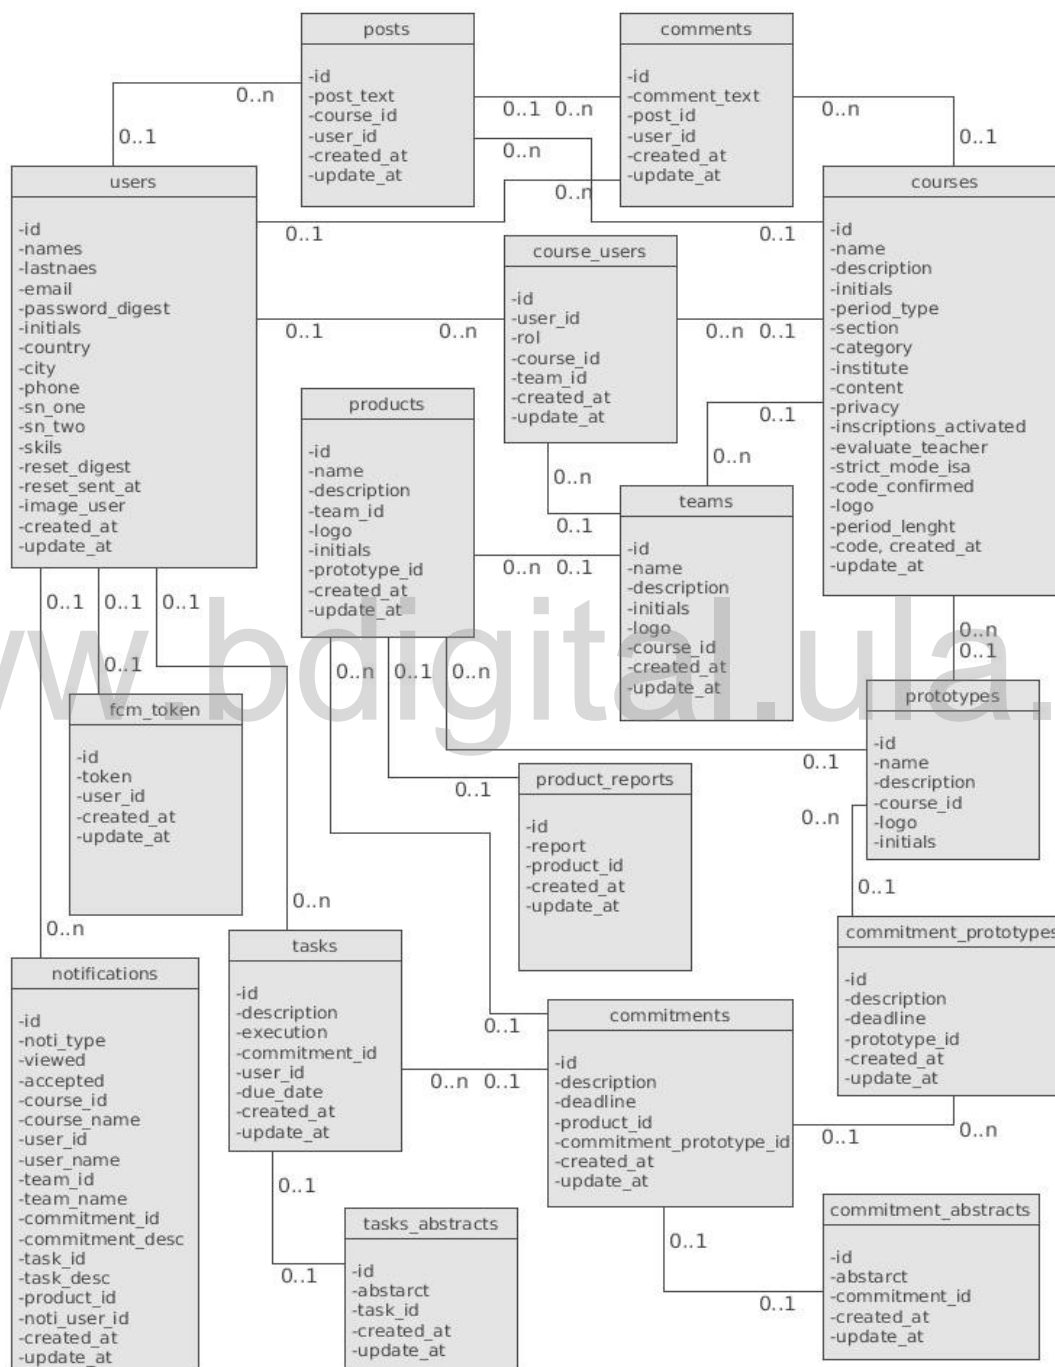 posts
-id
-post_text
-course_id
-user_id
-created_at
-update_at
comments
-id
-comment_text
-post_id
-user_id
-created_at
-update_at
0..n
0..1
0..1 0..n
0..n
0..n
0..n
0..1
users
-id
-names
-lastnaes
-email
-password_digest
-initials
-country
-city
-phone
-sn_one
-sn_two
-skils
-reset_digest
-reset_sent_at
-image_user
-created_at
-update_at
0..1
0..1
courses
-id
-name
-description
-initials
-period_type
-section
-category
-institute
-content
-privacy
-inscriptions_activated
-evaluate_teacher
-strict_mode_isa
-code_confirmed
-logo
-period_lenght
-code, created_at
-update_at
course_users
-id
-user_id
-rol
-course_id
-team_id
-created_at
-update_at
0..1
0..n
0..n 0..1
0..1
0..n
0..n
0..1
products
-id
-name
-description
-team_id
-logo
-initials
-prototype_id
-created_at
-update_at
0..n 0..1
teams
-id
-name
-description
-initials
-logo
-course_id
-created_at
-update_at
0..1 0..1 0..1
0..1
0..n 0..1 0..n
0..n
0..1
www.bdigital.ula.
fcm_token
-id
-token
-user_id
-created_at
-update_at
prototypes
-id
-name
-description
-course_id
-logo
-initials
0..1
0..1
product_reports
-id
-report
-product_id
-created_at
-update_at
0..n
0..1
0..n
0..n
notifications
-id
-noti_type
-viewed
-accepted
-course_id
-course_name
-user_id
-user_name
-team_id
-team_name
-commitment_id
-commitment_desc
-task_id
-task_desc
-product_id
-noti_user_id
-created_at
-update_at
tasks
-id
-description
-execution
-commitment_id
-user_id
-due_date
-created_at
-update_at
commitment_prototypes
-id
-description
-deadline
-prototype_id
-created_at
-update_at
0..1
commitments
-id
-description
-deadline
-product_id
-commitment_prototype_id
-created_at
-update_at
0..n 0..1
0..1
0..n
0..1
0..1
tasks_abstracts
-id
-abstarct
-task_id
-created_at
-update_at
0..1
0..1
commitment_abstracts
-id
-abstarct
-commitment_id
-created_at
-update_at